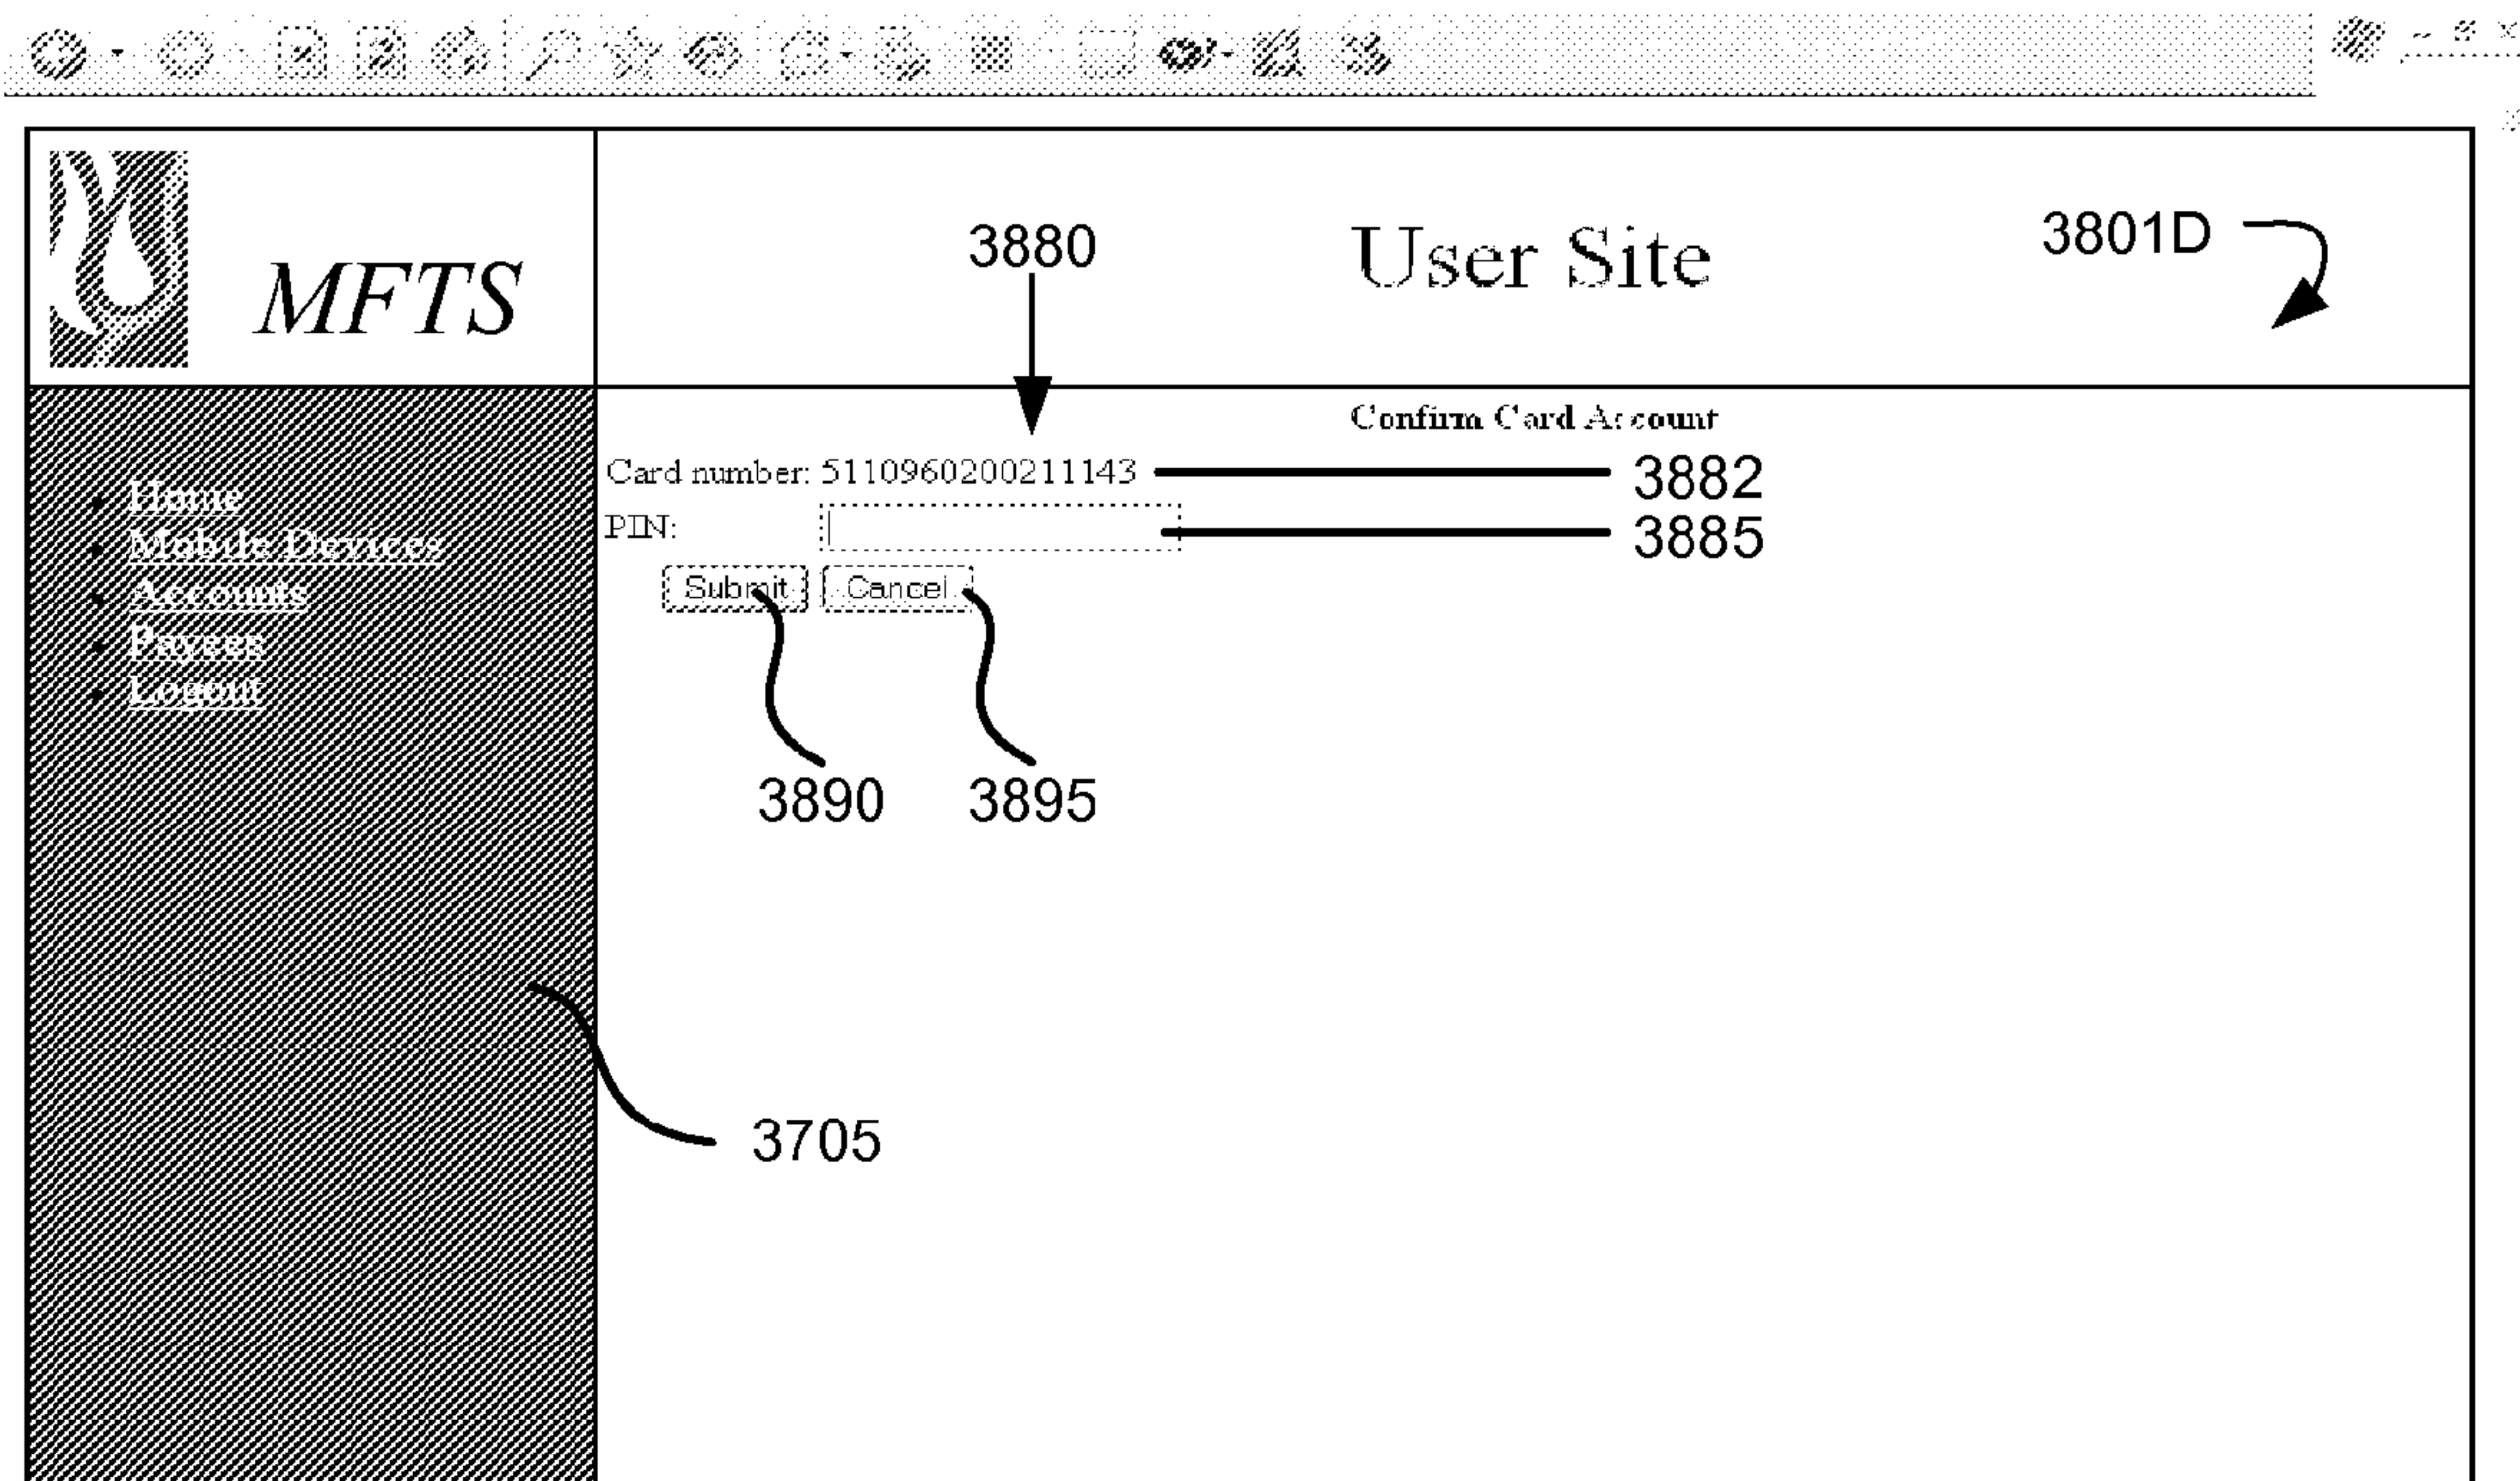 MFTS
3880
User Site
3801D
Confirm Card Account
Card number: 5110960200211143
3882
PIN:
3885
Submit
Cancel
Home
Mobile Devices
Accounts
Payees
Logout
3890
3895
3705